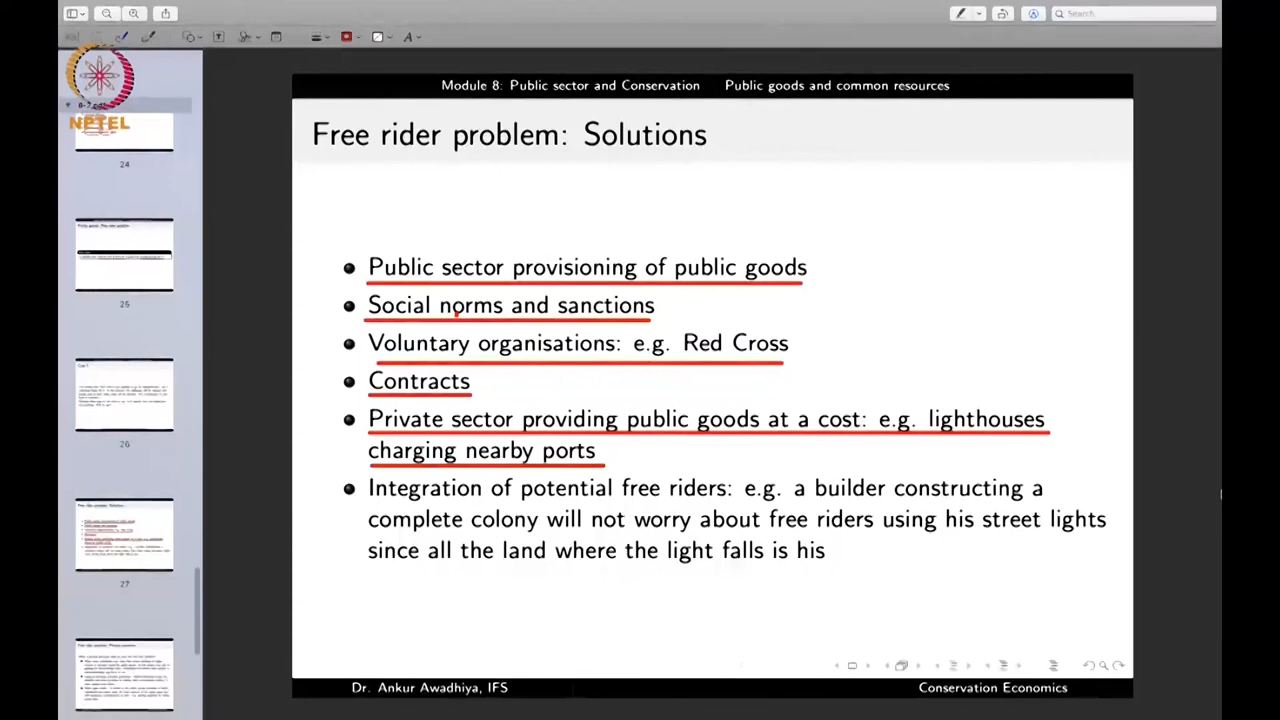 Search
8-2.pdf
NPTEL
24
25
26
27
Module 8: Public sector and Conservation Public goods and common resources
Free rider problem: Solutions
Public sector provisioning of public goods
Social norms and sanctions
Voluntary organisations: e.g. Red Cross
Contracts
Private sector providing public goods at a cost: e.g. lighthouses
charging nearby ports
Integration of potential free riders: e.g. a builder constructing a
complete colony will not worry about free riders using his street lights
since all the land where the light falls is his
Dr. Ankur Awadhiya, IFS Conservation Economics